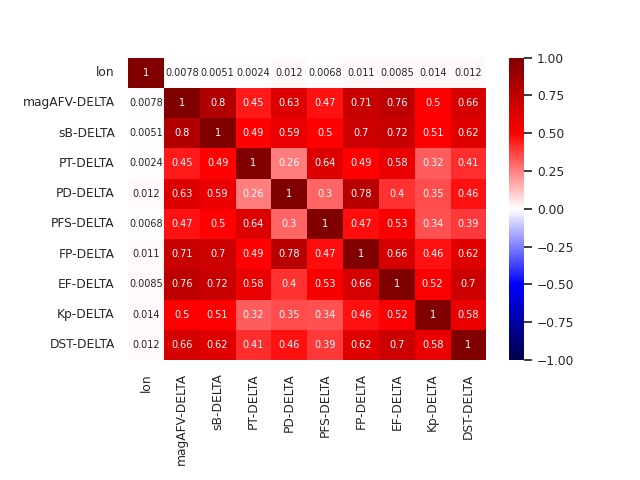 lon 1 0.0078 0.0051 0.0024 0.012 0.0068 0.011 0.0085 0.014 0.012
magAFV-DELTA 0.0078 1 0.8 0.45 0.63 0.47 0.71 0.76 0.5 0.66
sB-DELTA 0.0051 0.8 1 0.49 0.59 0.5 0.7 0.72 0.51 0.62
PT-DELTA 0.0024 0.45 0.49 1 0.26 0.64 0.49 0.58 0.32 0.41
PD-DELTA 0.012 0.63 0.59 0.26 1 0.3 0.78 0.4 0.35 0.46
PFS-DELTA 0.0068 0.47 0.5 0.64 0.3 1 0.47 0.53 0.34 0.39
FP-DELTA 0.011 0.71 0.7 0.49 0.78 0.47 1 0.66 0.46 0.62
EF-DELTA 0.0085 0.76 0.72 0.58 0.4 0.53 0.66 1 0.52 0.7
Kp-DELTA 0.014 0.5 0.51 0.32 0.35 0.34 0.46 0.52 1 0.58
DST-DELTA 0.012 0.66 0.62 0.41 0.46 0.39 0.62 0.7 0.58 1
lon
magAFV-DELTA
sB-DELTA
PT-DELTA
PD-DELTA
PFS-DELTA
FP-DELTA
EF-DELTA
Kp-DELTA
DST-DELTA
1.00
0.75
0.50
0.25
0.00
−0.25
−0.50
−0.75
−1.00